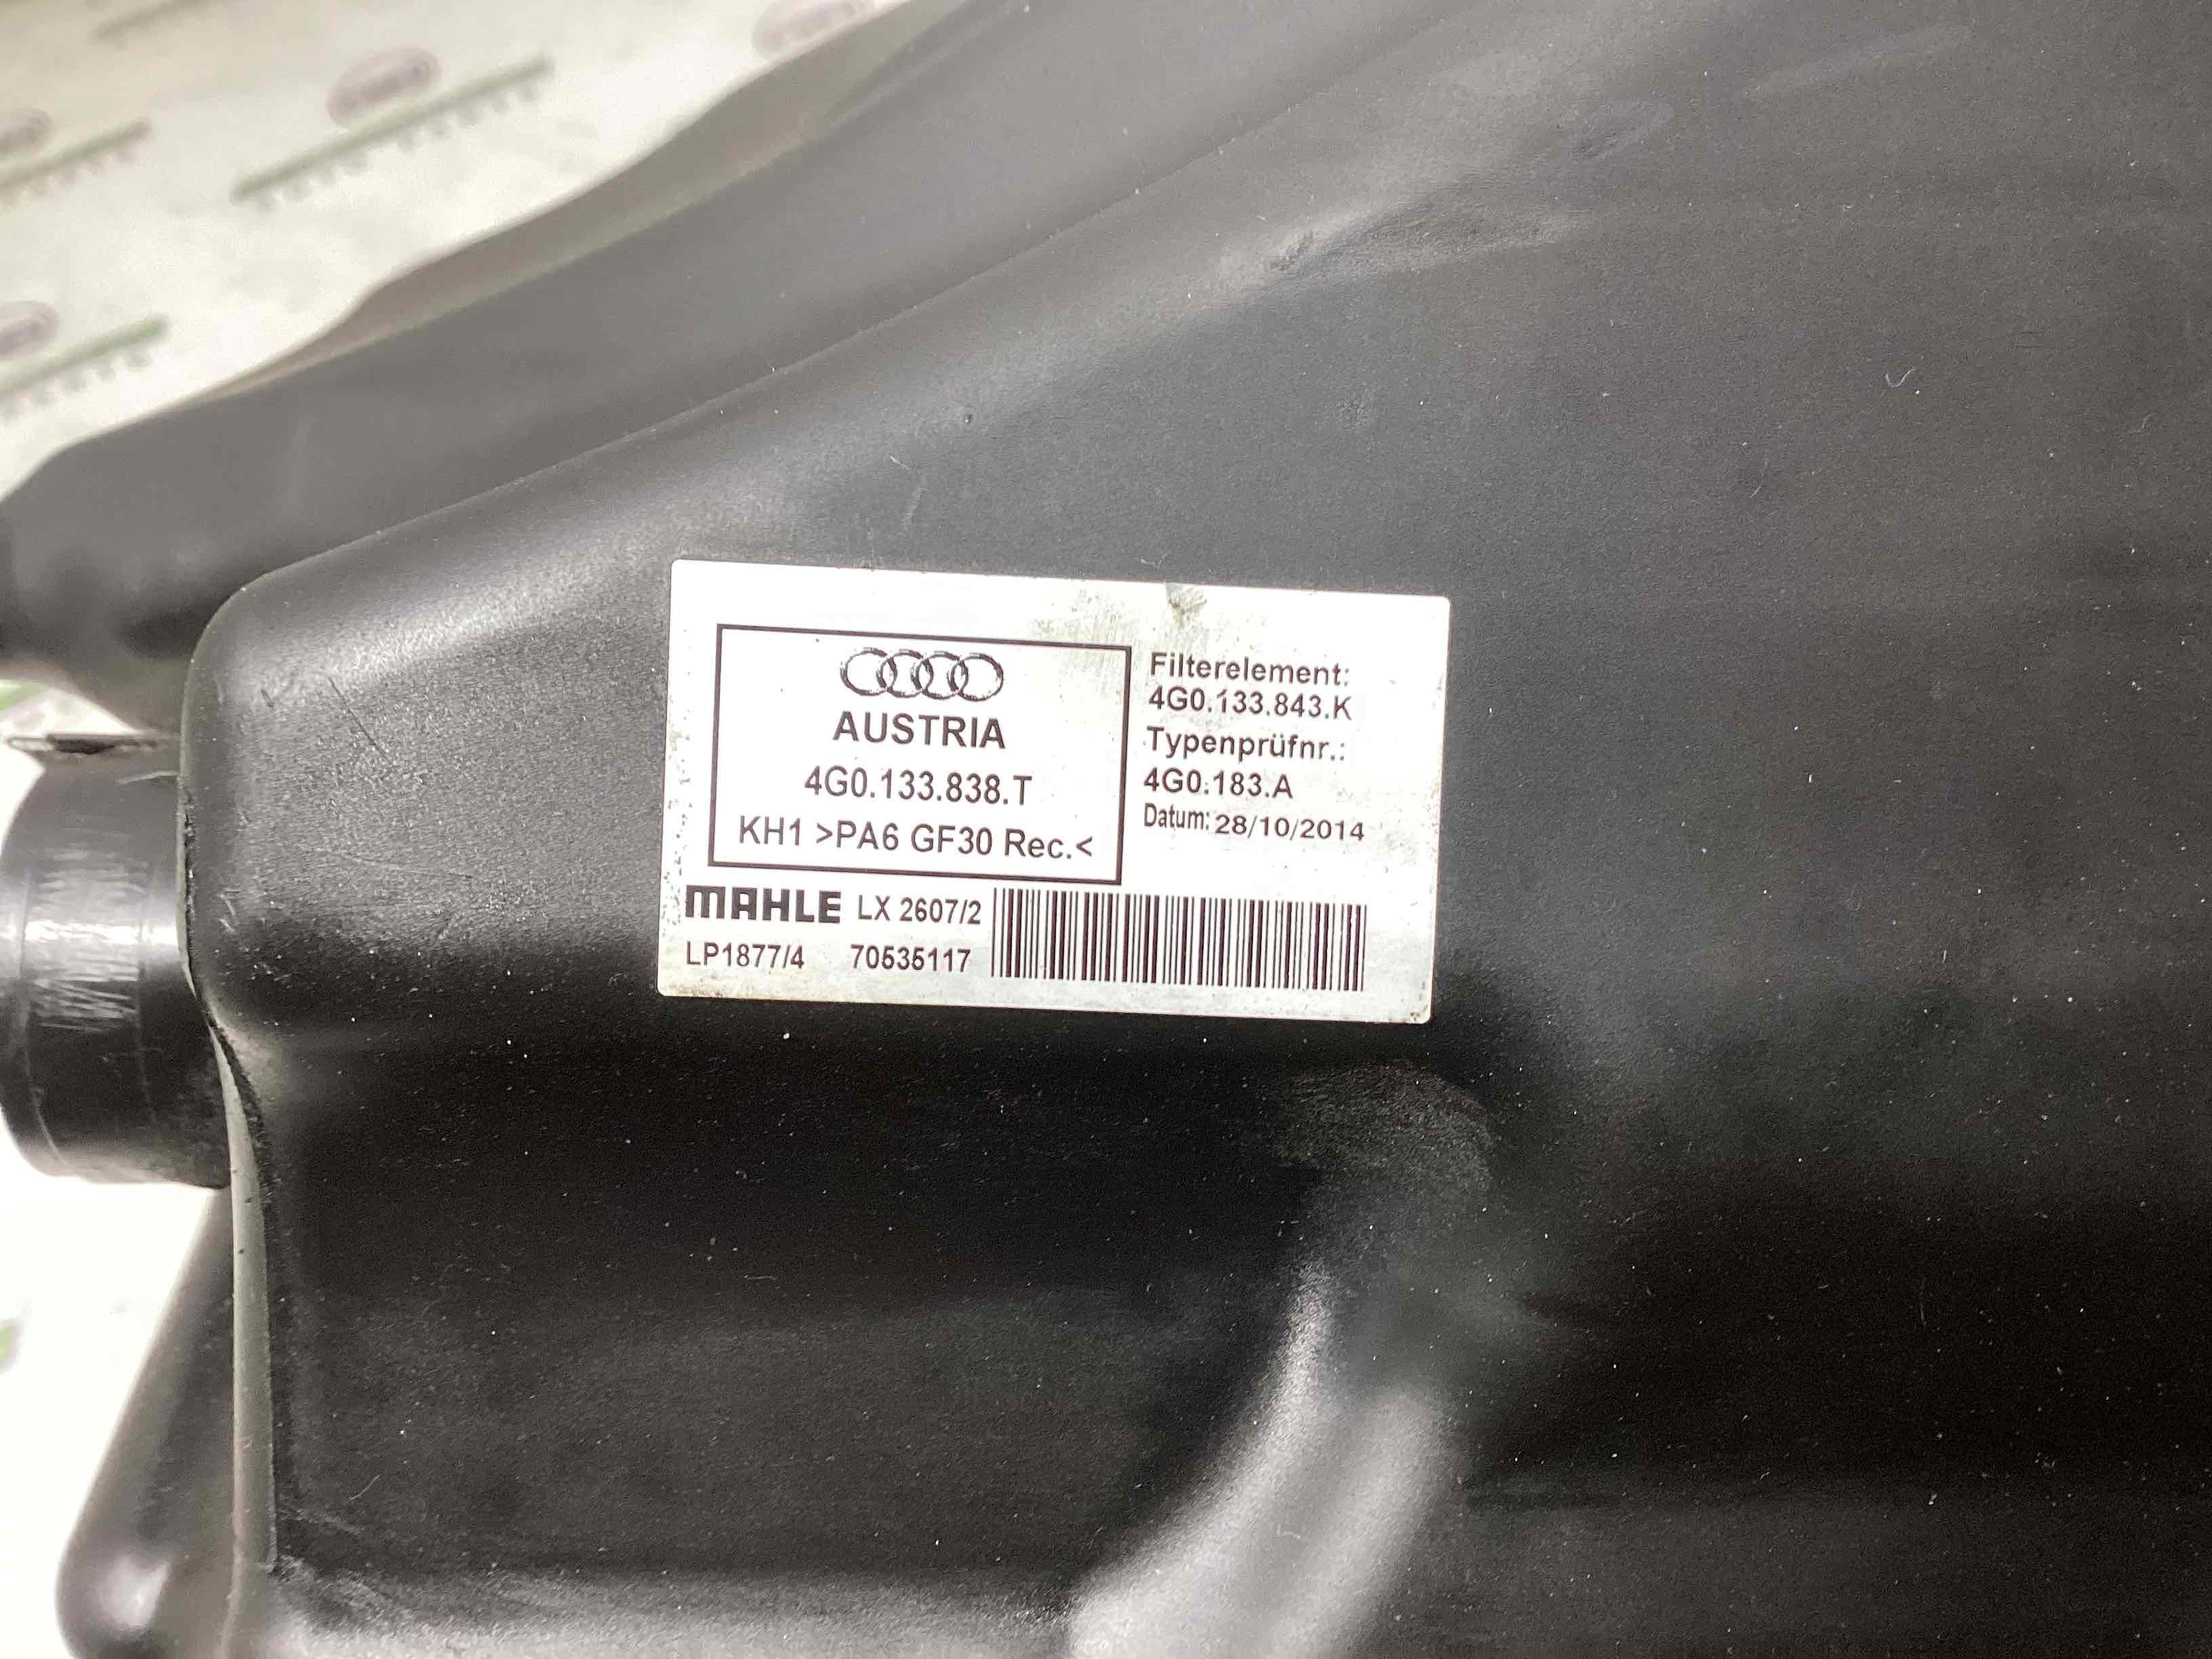 AUSTRIA
4G0.133.838.T
KH1 >PA6 GF30 Rec.<
Filterelement:
4G0.133.843.K
Typenprüfnr.:
4G0.183.A
Datum: 28/10/2014
MAHLE LX 2607/2
LP1877/4 70535117